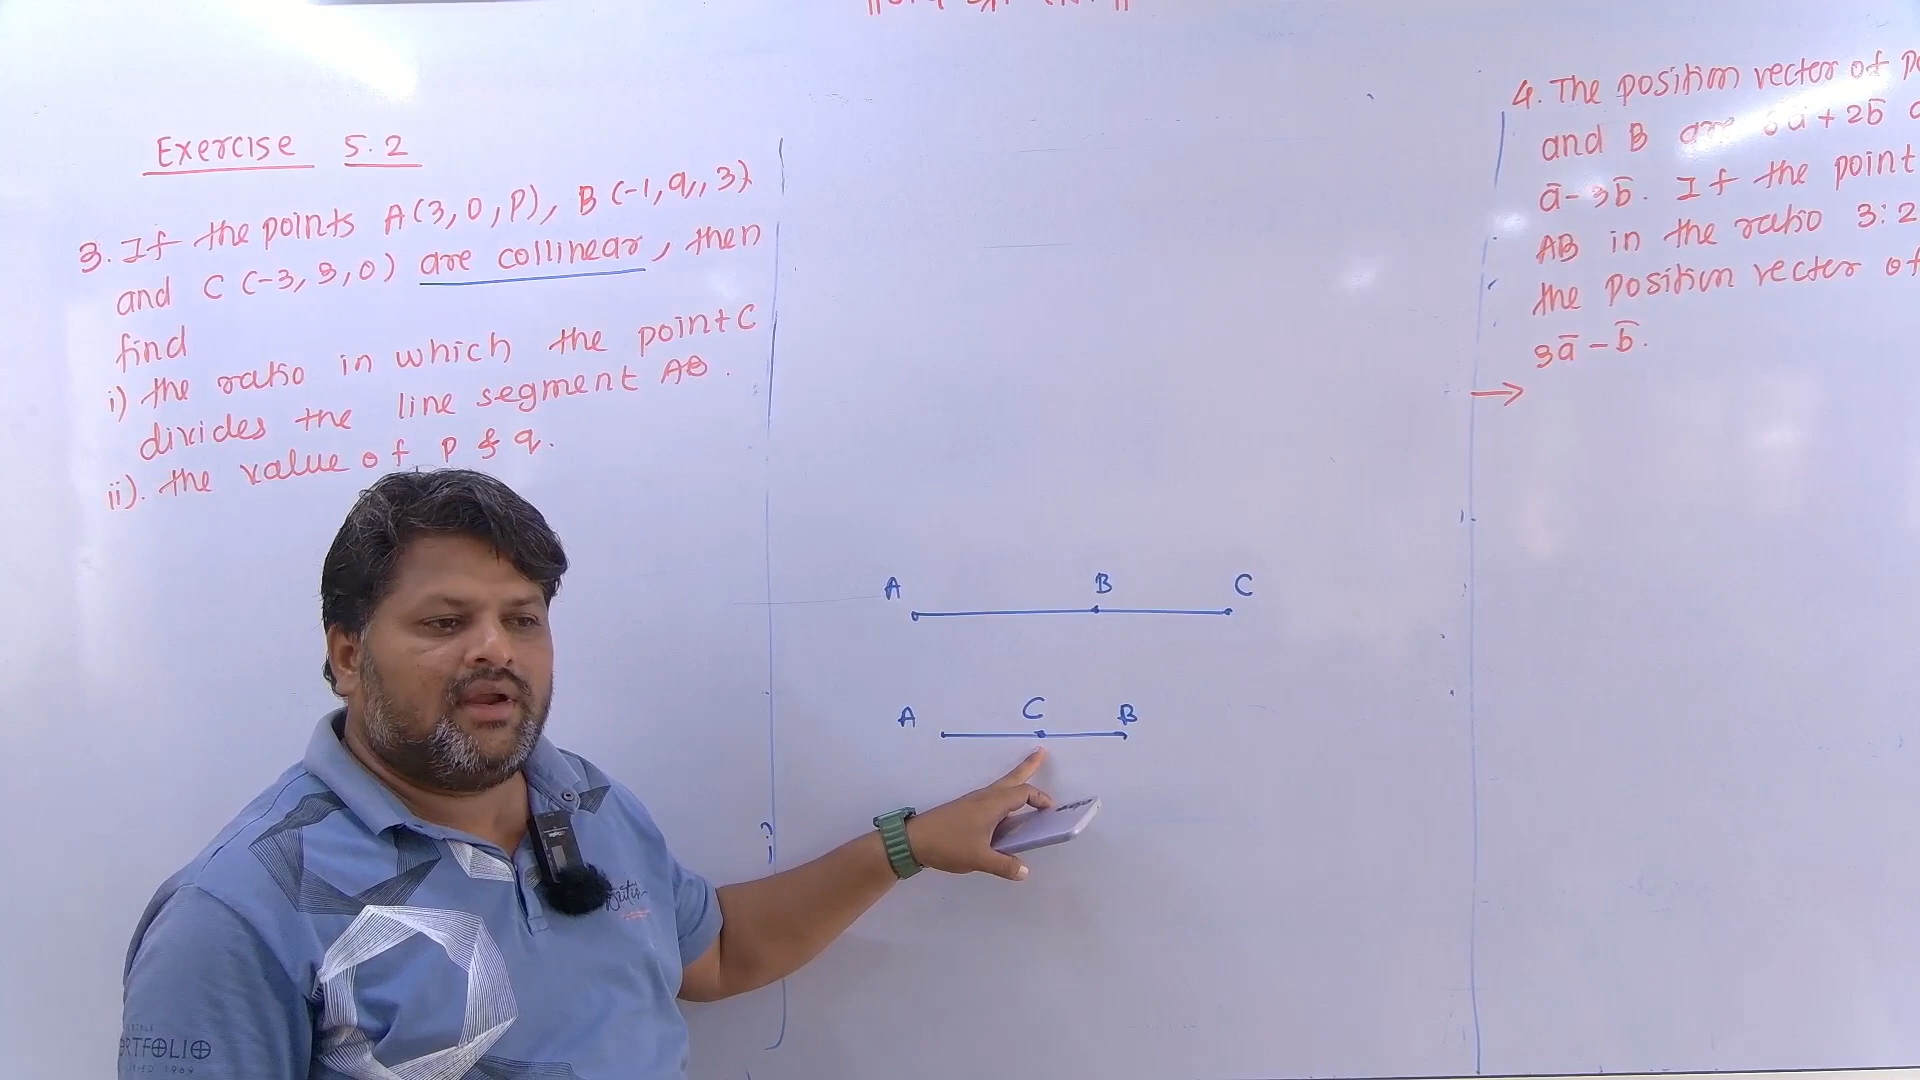 Exercise 5.2
3. If the points A(3,0,P), B(-1,q,3)
and C(-3,3,0) are collinear, then
find
i) the ratio in which the point C
divides the line segment AB.
ii). the value of P & q.
A B C
A C B
4. The position vector of
and B are ā + 2b̄
ā - 3b̄. If the point
AB in the ratio 3:2
the position vector of
3ā - b̄.
→